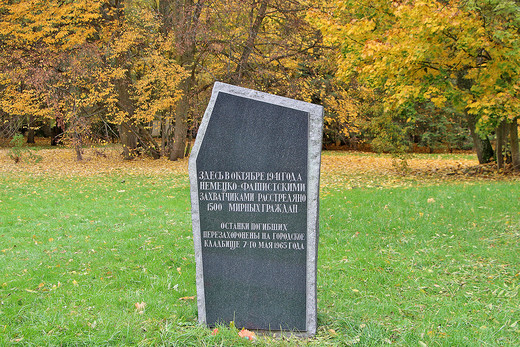 ЗДЕСЬ В ОКТЯБРЕ 1941 ГОДА
НЕМЕЦКО-ФАШИСТСКИМИ
ЗАХВАТЧИКАМИ РАССТРЕЛЯНО
1500 МИРНЫХ ГРАЖДАН
ОСТАНКИ ПОГИБШИХ
ПЕРЕЗАХОРОНЕНЫ НА ГОРОДСКОМ
КЛАДБИЩЕ 7-10 МАЯ 1965 ГОДА